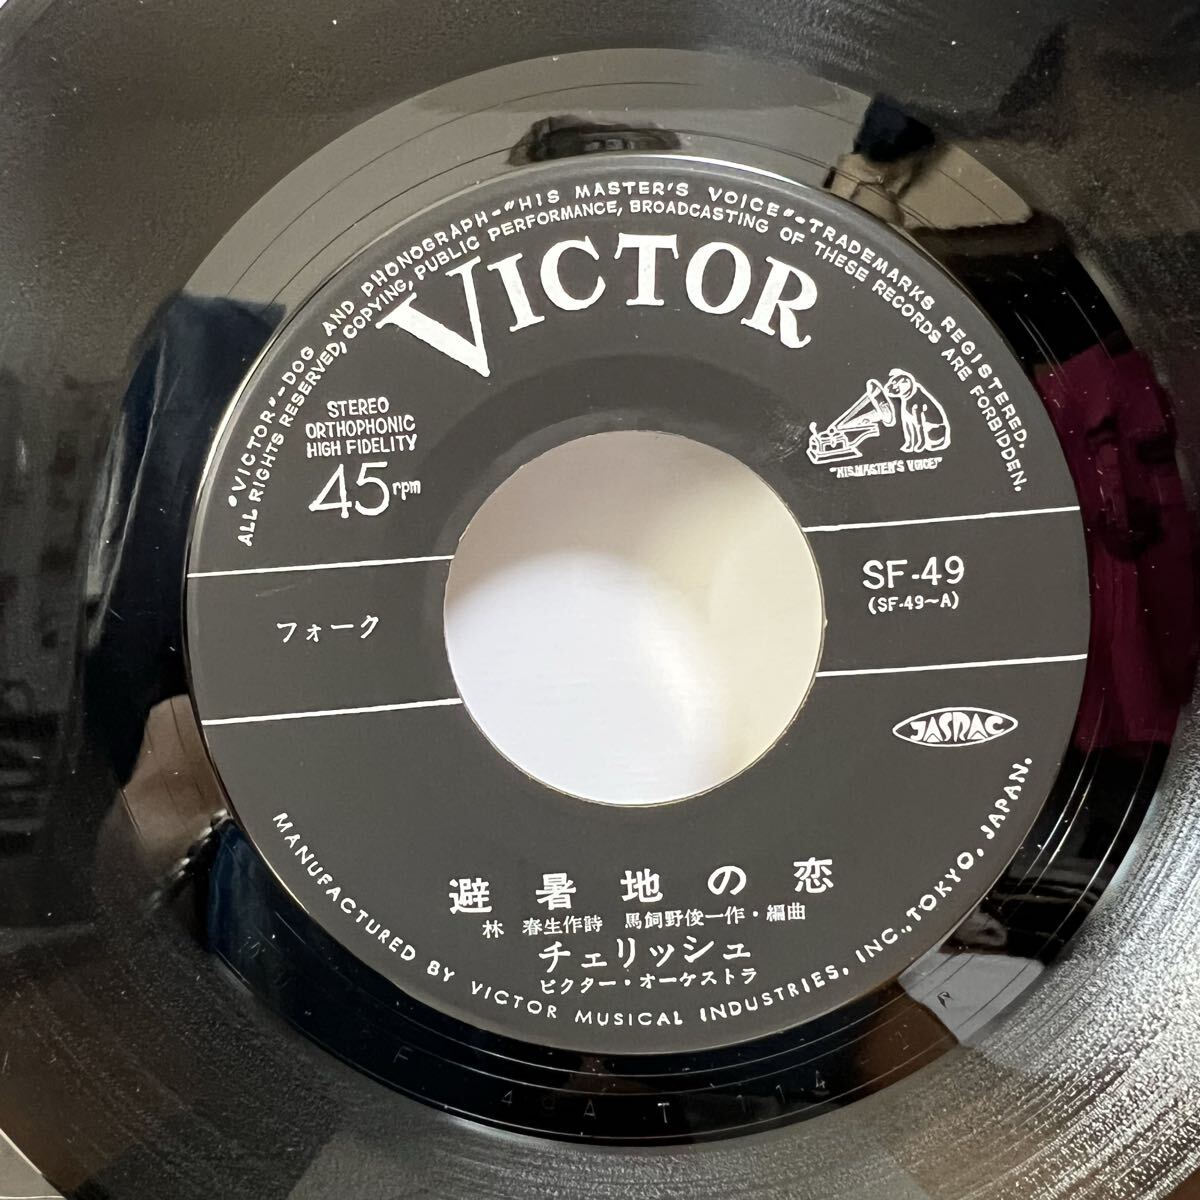 "VICTOR"-DOG AND PHONOGRAPH-"HIS MASTER'S VOICE"-TRADEMARKS REGISTERED.
ALL RIGHTS RESERVED, COPYING, PUBLIC PERFORMANCE, BROADCASTING OF THESE RECORDS ARE FORBIDDEN.
VICTOR
STEREO
ORTHOPHONIC
HIGH FIDELITY
45 rpm
"HIS MASTER'S VOICE"
フォーク
SF-49
(SF-49~A)
JASRAC
避暑地の恋
林 春生作詩 馬飼野俊一作・編曲
チェリッシュ
ビクター・オーケストラ
MANUFACTURED BY VICTOR MUSICAL INDUSTRIES, INC., TOKYO, JAPAN.